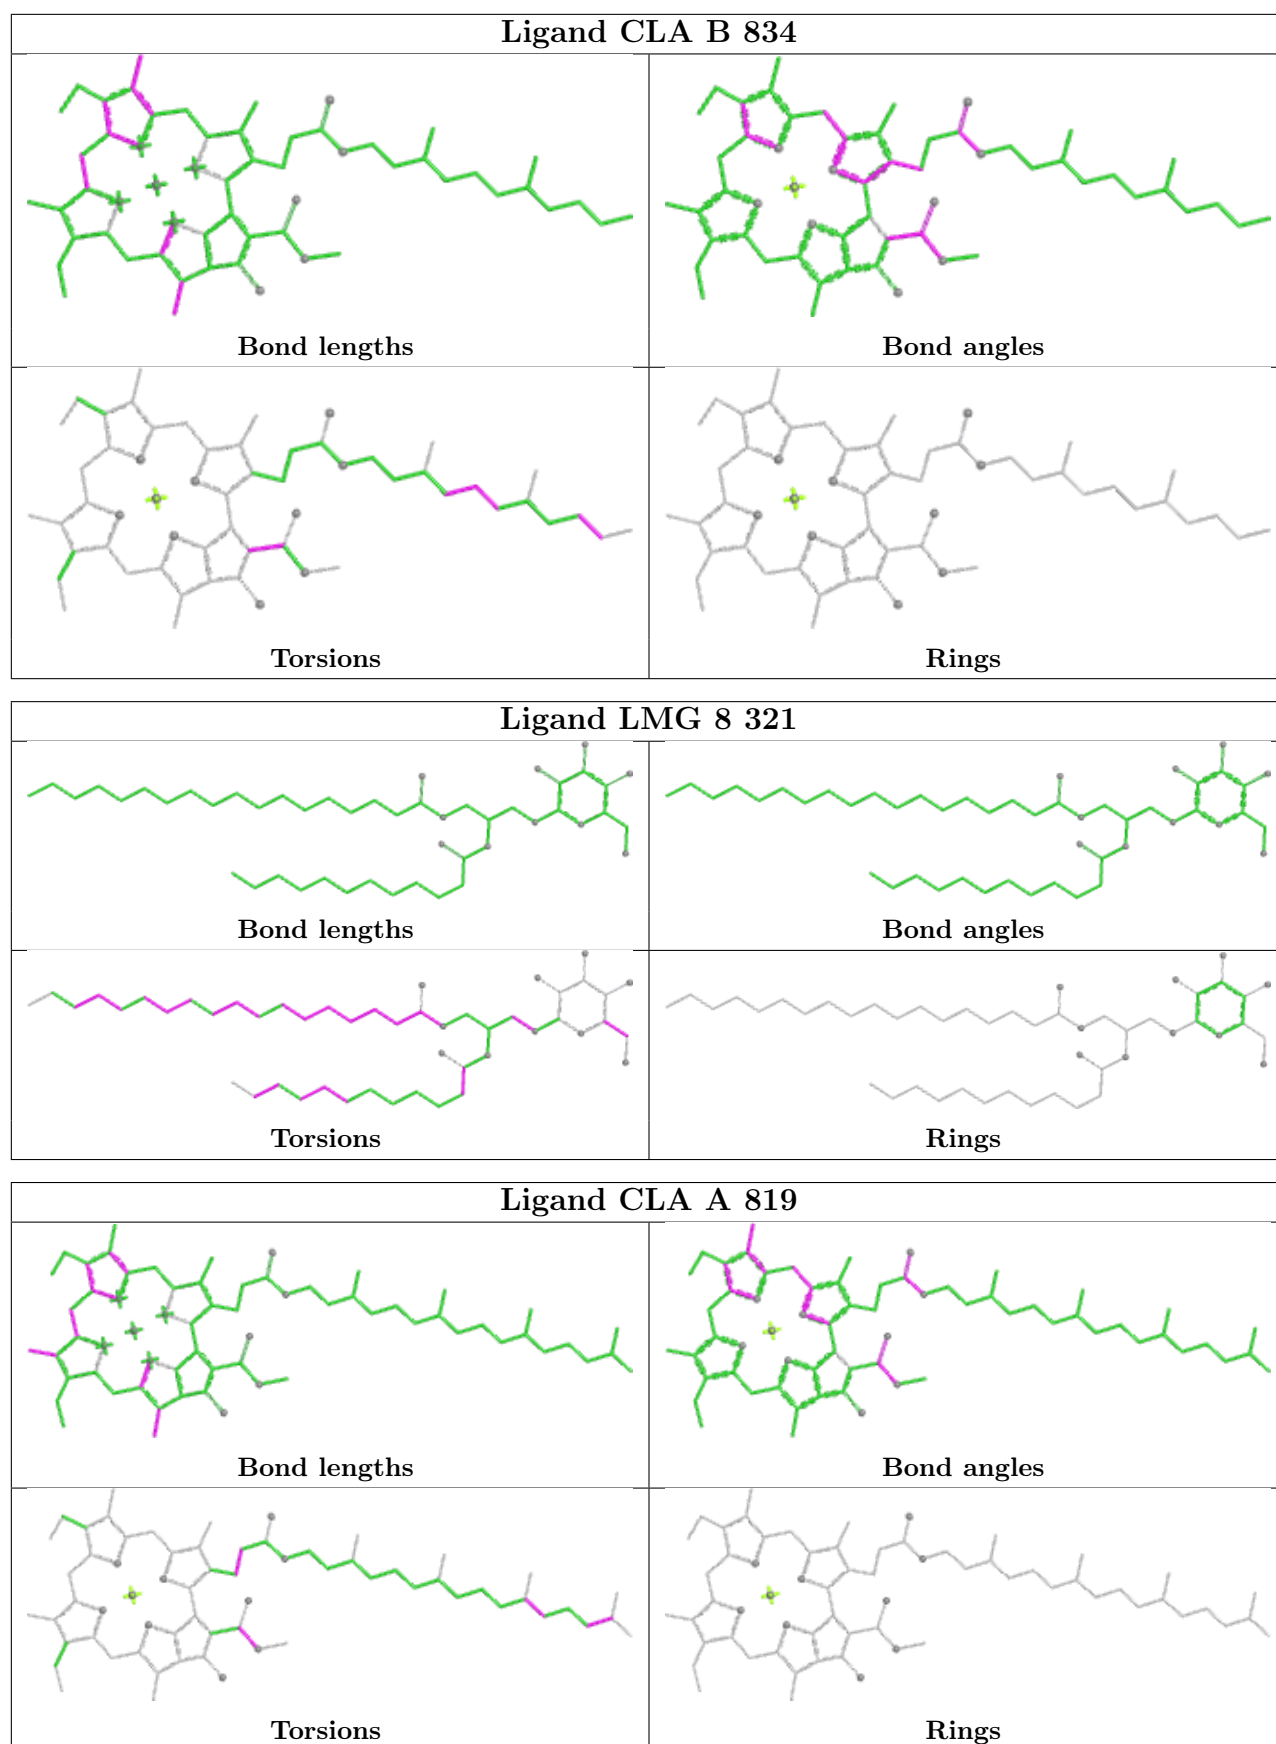 Ligand CLA B 834
Bond lengths
Bond angles
Torsions
Rings
Ligand LMG 8 321
Bond lengths
Bond angles
Torsions
Rings
Ligand CLA A 819
Bond lengths
Bond angles
Torsions
Rings